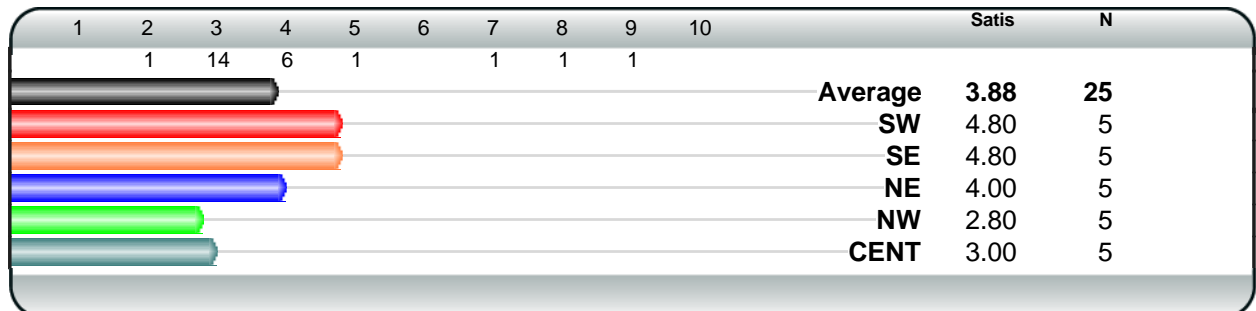 1 2 3 4 5 6 7 8 9 10 Satis N
1 14 6 1 1 1 1
Average 3.88 25
SW 4.80 5
SE 4.80 5
NE 4.00 5
NW 2.80 5
CENT 3.00 5